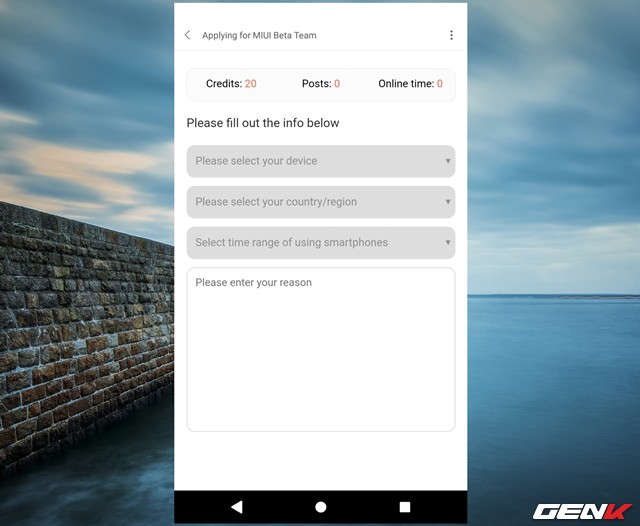 Applying for MIUI Beta Team
Credits: 20 Posts: 0 Online time: 0
Please fill out the info below
Please select your device
Please select your country/region
Select time range of using smartphones
Please enter your reason
GENK